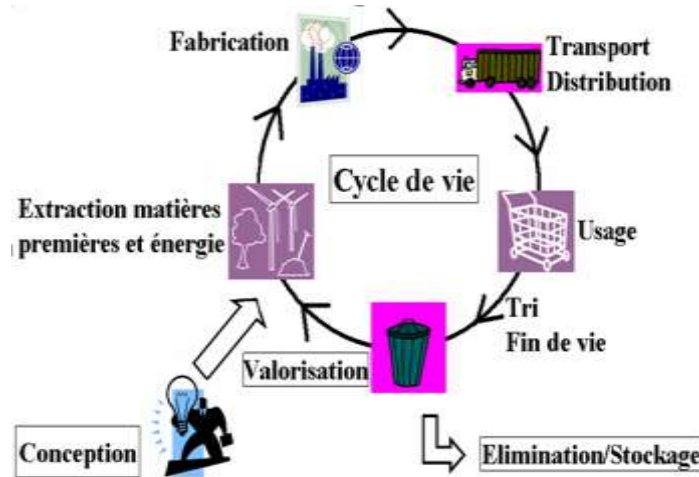 Fabrication
Transport
Distribution
Cycle de vie
Extraction matières
premières et énergie
Usage
Tri
Fin de vie
Valorisation
Conception
Elimination/Stockage